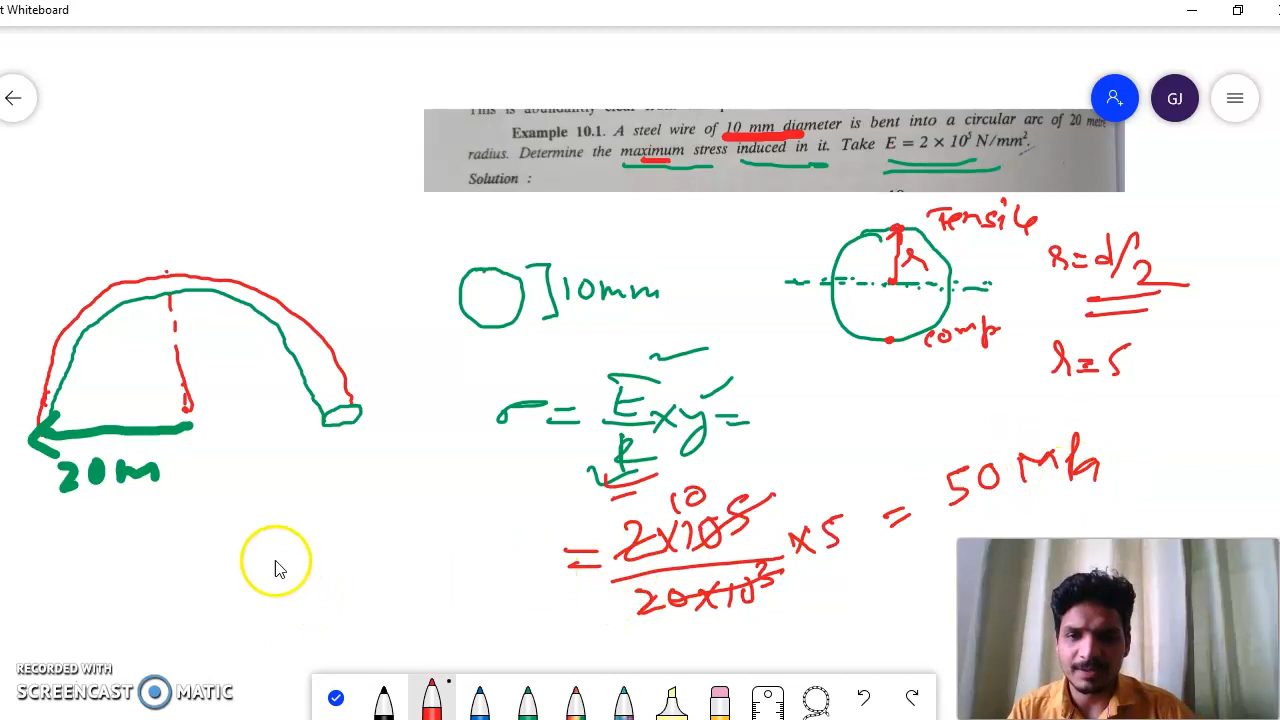 t Whiteboard
GJ
Example 10.1. A steel wire of 10 mm diameter is bent into a circular arc of 20 metre
radius. Determine the maximum stress induced in it. Take E = 2 × 10⁵ N/mm².
Solution :
Tensile
r
r = d/2
10mm
comp
r = 5
σ = E/R × y =
20m
= 2×10⁵/20×10³ × 5 = 50 MPa
10
RECORDED WITH
SCREENCAST MATIC